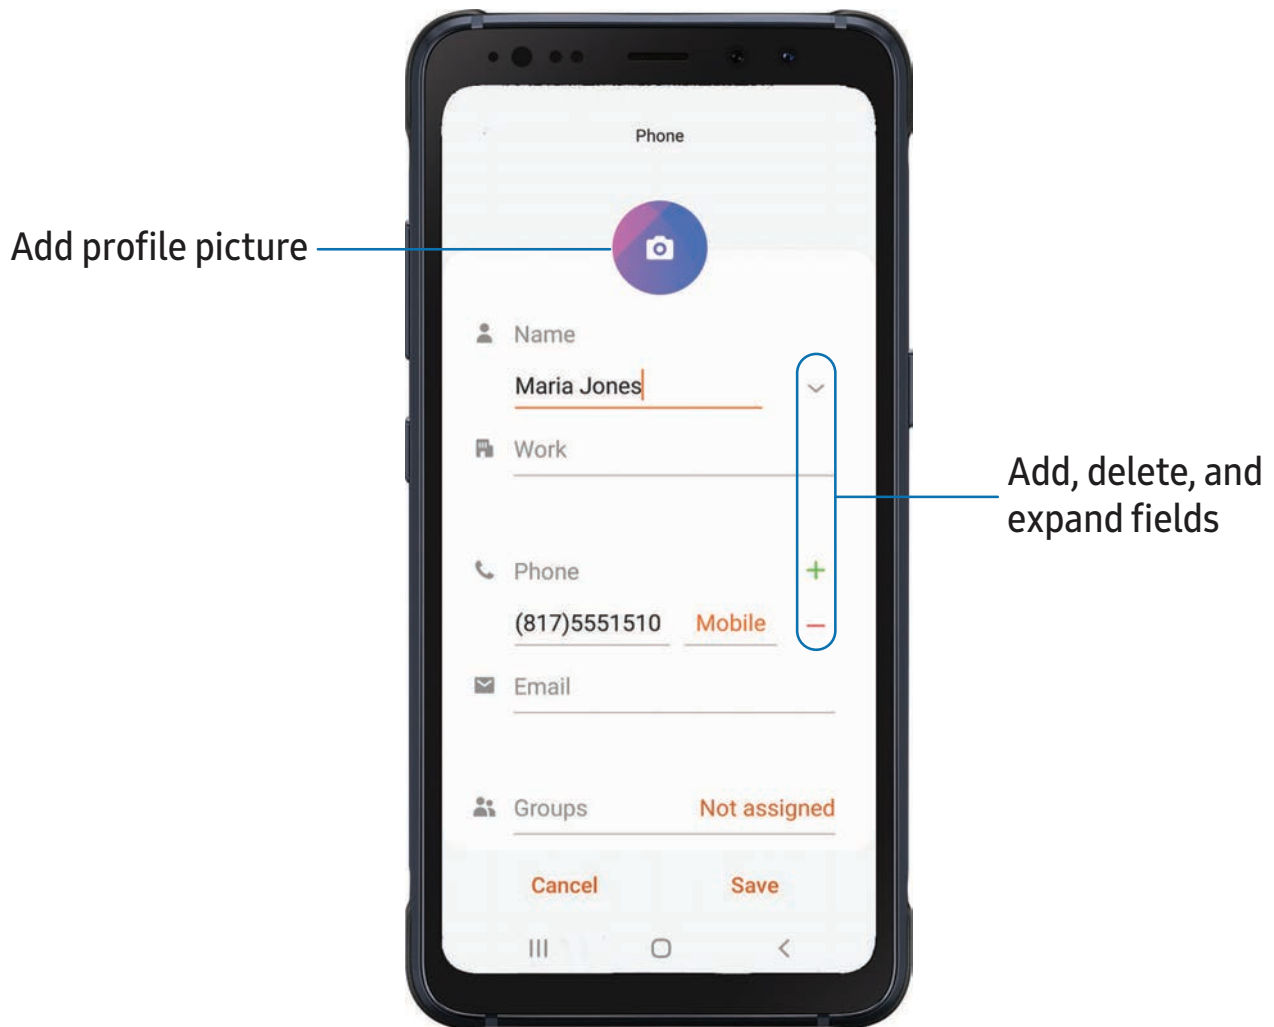 Phone
Add profile picture
Name
Maria Jones
Work
Add, delete, and
expand fields
Phone
(817)5551510 Mobile
Email
Groups Not assigned
Cancel Save